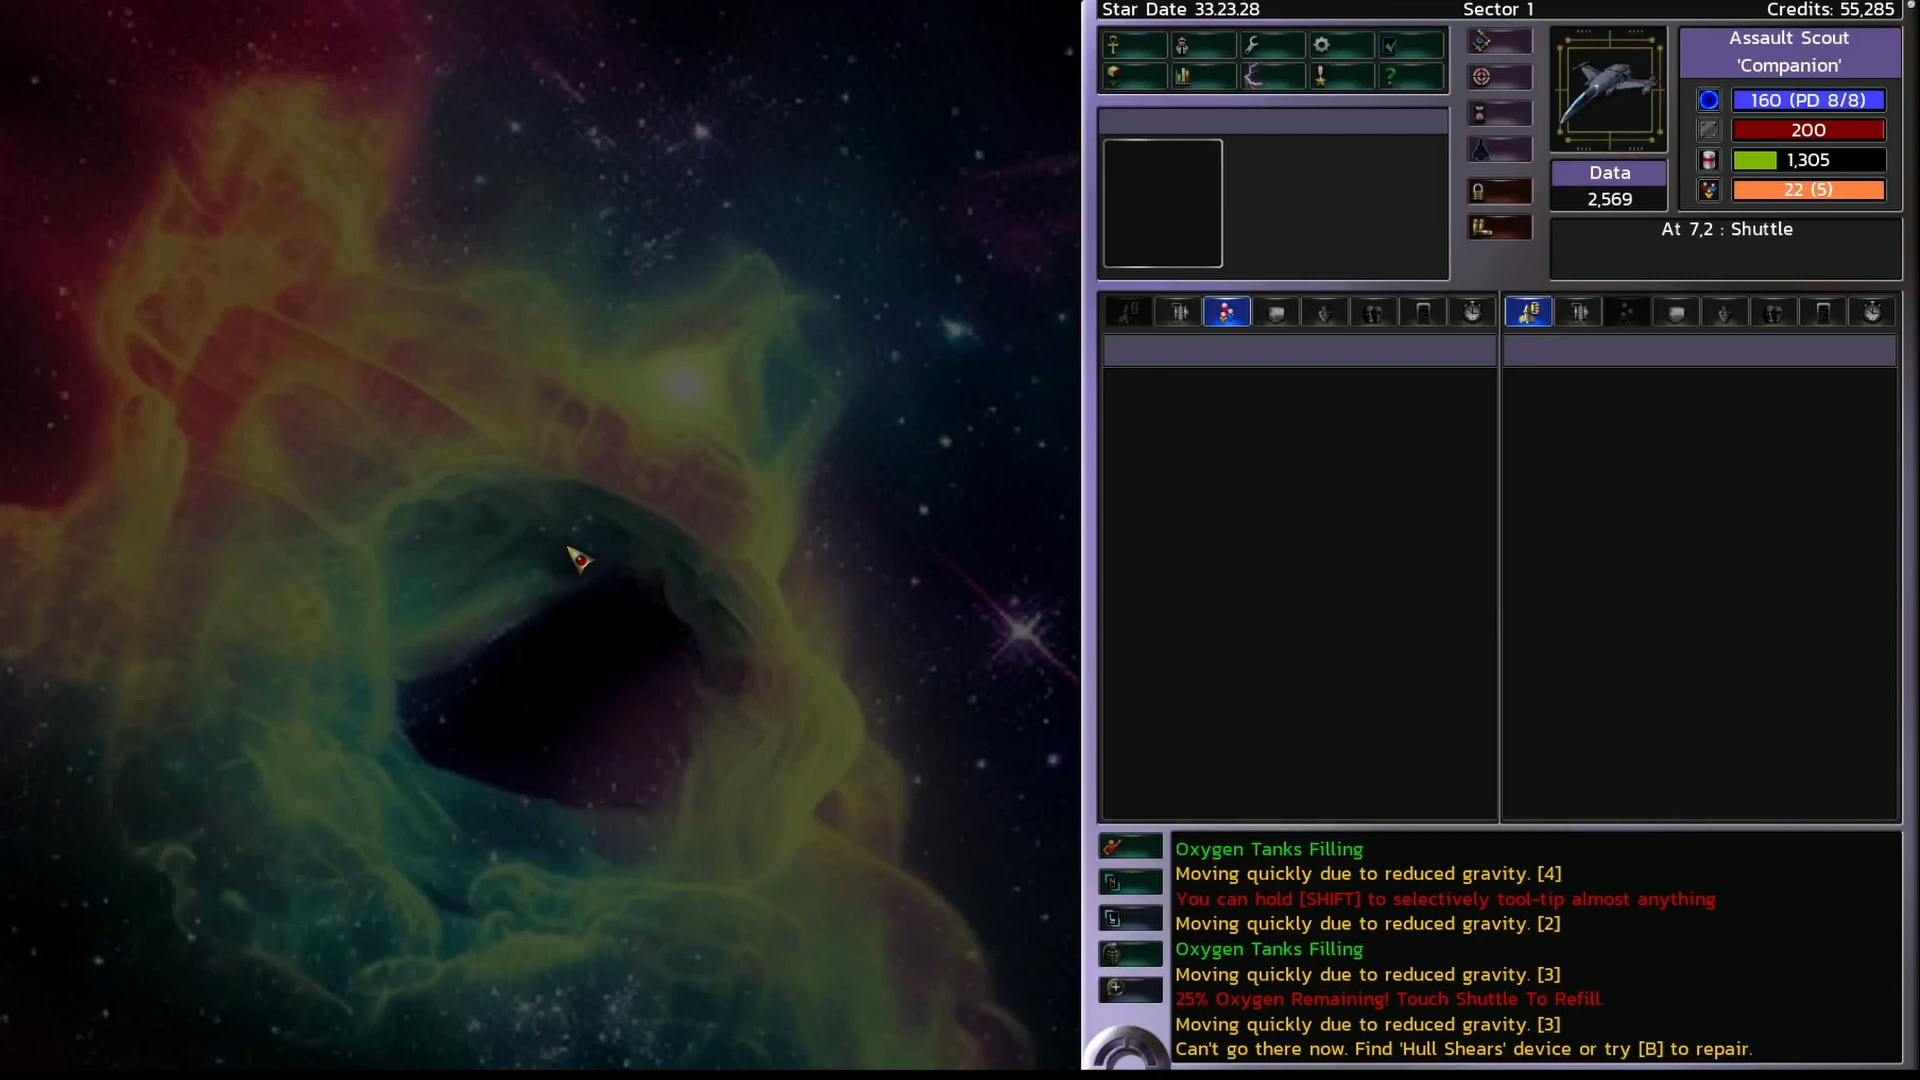 Star Date 33.23.28
Sector 1
Credits: 55,285
Assault Scout
'Companion'
160 (PD 8/8)
200
1,305
22 (5)
Data
2,569
At 7,2 : Shuttle
Oxygen Tanks Filling
Moving quickly due to reduced gravity. [4]
You can hold [SHIFT] to selectively tool-tip almost anything
Moving quickly due to reduced gravity. [2]
Oxygen Tanks Filling
Moving quickly due to reduced gravity. [3]
25% Oxygen Remaining! Touch Shuttle To Refill.
Moving quickly due to reduced gravity. [3]
Can't go there now. Find 'Hull Shears' device or try [B] to repair.